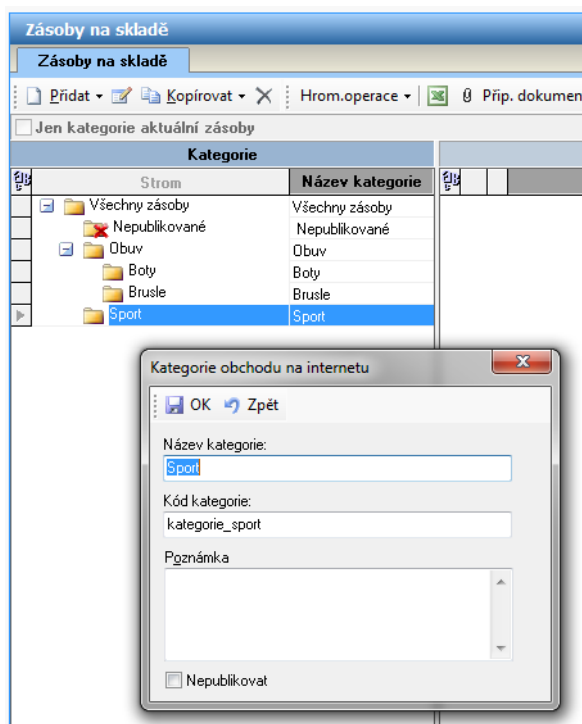 Zásoby na skladě
Zásoby na skladě
Přidat Kopírovat Hrom.operace Příp. dokumen
Jen kategorie aktuální zásoby
Kategorie
Strom Název kategorie
Všechny zásoby Všechny zásoby
Nepublikované Nepublikované
Obuv Obuv
Boty Boty
Brusle Brusle
Sport Sport
Kategorie obchodu na internetu
OK Zpět
Název kategorie:
Sport
Kód kategorie:
kategorie_sport
Poznámka
Nepublikovat